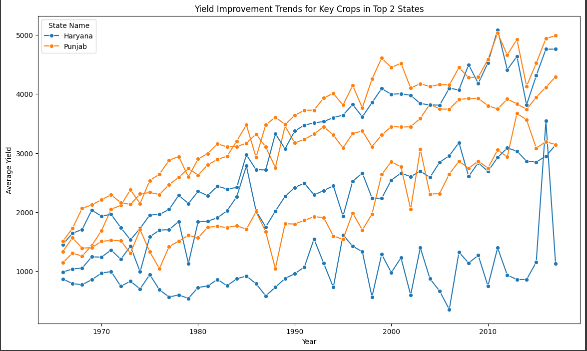 Yield Improvement Trends for Key Crops in Top 2 States
State Name
Haryana
Punjab
Average Yield
5000
4000
3000
2000
1000
1970
1980
1990
2000
2010
Year